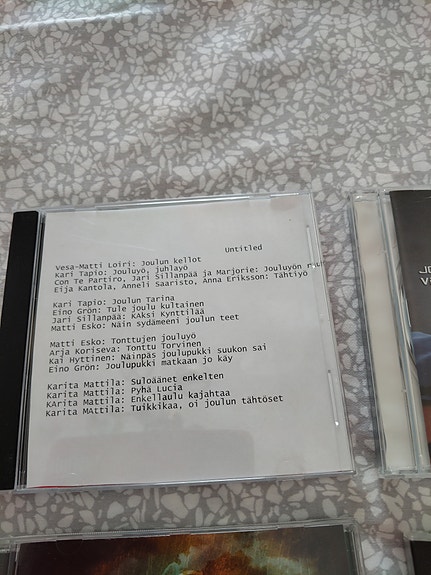 Untitled
Vesa-Matti Loiri: Joulun kellot
Kari Tapio: Jouluyö, juhlayö
Con Te Partiro, Jari Sillanpää ja Marjorie: Jouluyön
Eija Kantola, Anneli Saaristo, Anna Eriksson: Tähtiyö
Kari Tapio: Joulun Tarina
Eino Grön: Tule joulu kultainen
Jari Sillanpää: KAksi Kynttilää
Matti Esko: Näin sydämeeni joulun teet
Matti Esko: Tonttujen jouluyö
Arja Koriseva: Tonttu Torvinen
Kai Hyttinen: Näinpäs joulupukki suukon sai
Eino Grön: Joulupukki matkaan jo käy
Karita Mattila: Suloäänet enkelten
Karita Mattila: Pyhä Lucia
KArita Mattila: Enkellaulu kajahtaa
Karita MAttila: Tuikkikaa, oi joulun tähtöset